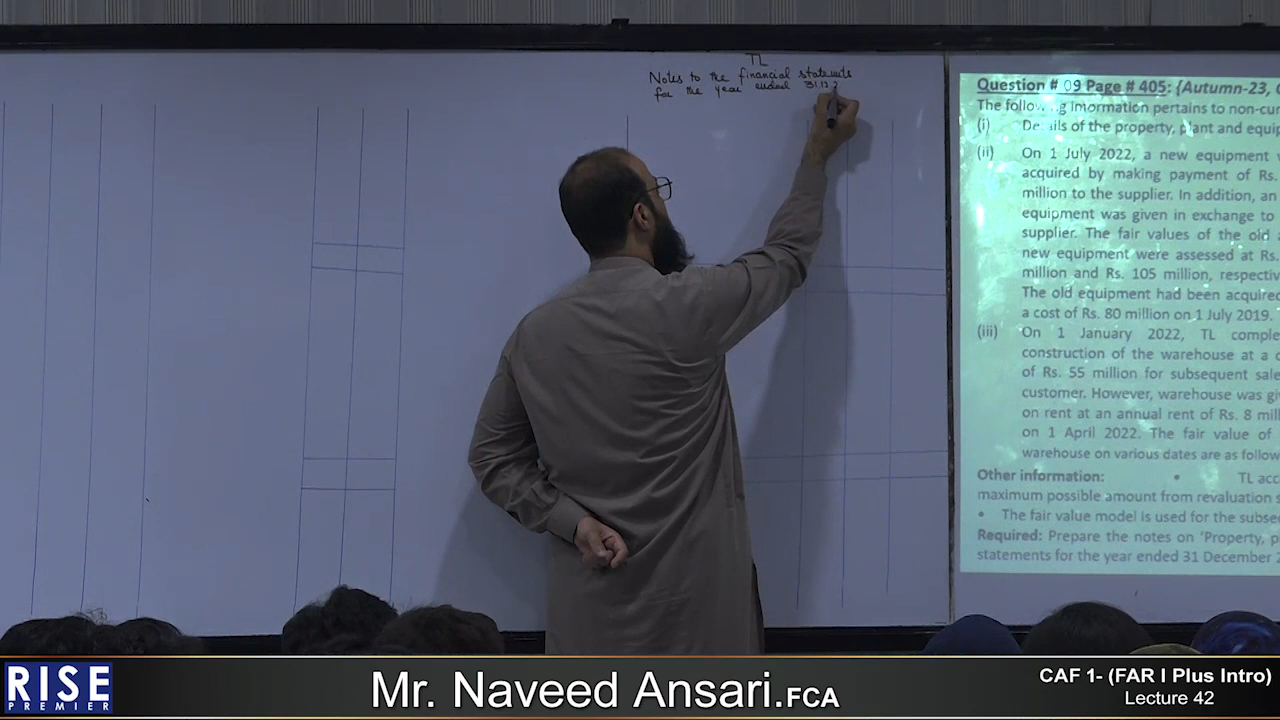 TL
Notes to the financial statements
for the year ended 31.12.2
Question # 09 Page # 405: {Autumn-23, 
The follow ng information pertains to non-cur
(i) Details of the property, plant and equip
(ii) On 1 July 2022, a new equipment
acquired by making payment of Rs.
million to the supplier. In addition, an
equipment was given in exchange to
supplier. The fair values of the old
new equipment were assessed at Rs.
million and Rs. 105 million, respectiv
The old equipment had been acquired
a cost of Rs. 80 million on 1 July 2019.
(iii) On 1 January 2022, TL comple
construction of the warehouse at a c
of Rs. 55 million for subsequent sale
customer. However, warehouse was gi
on rent at an annual rent of Rs. 8 mil
on 1 April 2022. The fair value of
warehouse on various dates are as follow
Other information: • TL acc
maximum possible amount from revaluation s
• The fair value model is used for the subse
Required: Prepare the notes on 'Property, p
statements for the year ended 31 December 2
RISE
PREMIER
Mr. Naveed Ansari.FCA
CAF 1- (FAR I Plus Intro)
Lecture 42